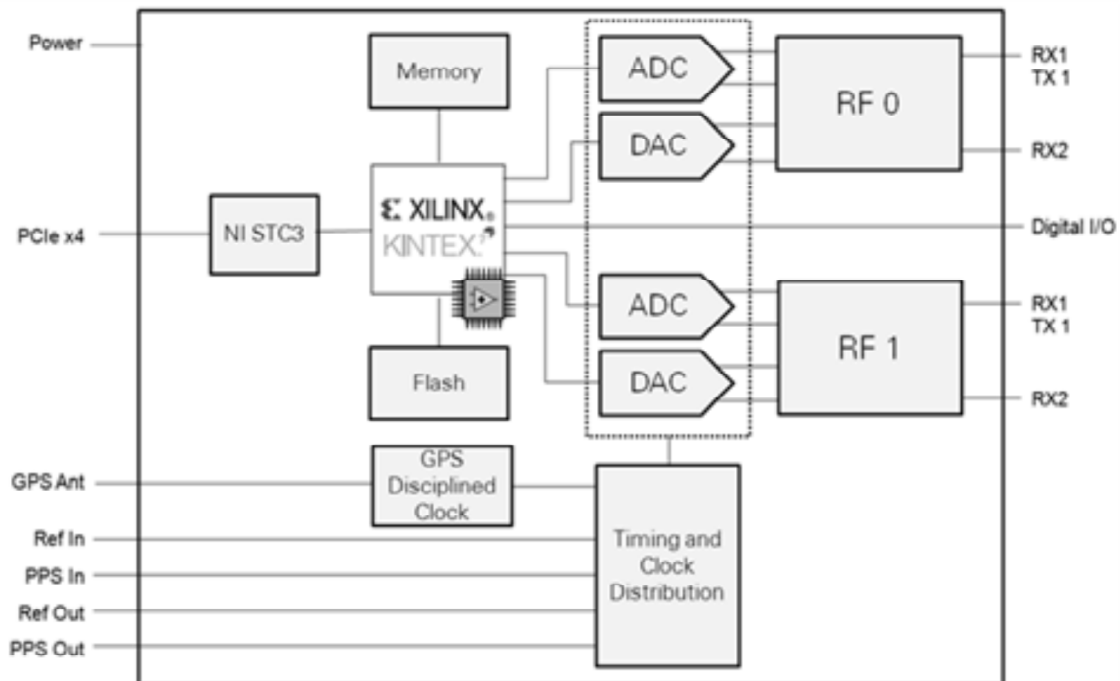 Power
Memory
ADC
RX1
TX 1
RF 0
DAC
RX2
XILINX®
KINTEX.7
PCIe x4
NI STC3
Digital I/O
ADC
RX1
TX 1
RF 1
DAC
RX2
Flash
GPS Ant
GPS
Disciplined
Clock
Ref In
PPS In
Ref Out
PPS Out
Timing and
Clock
Distribution